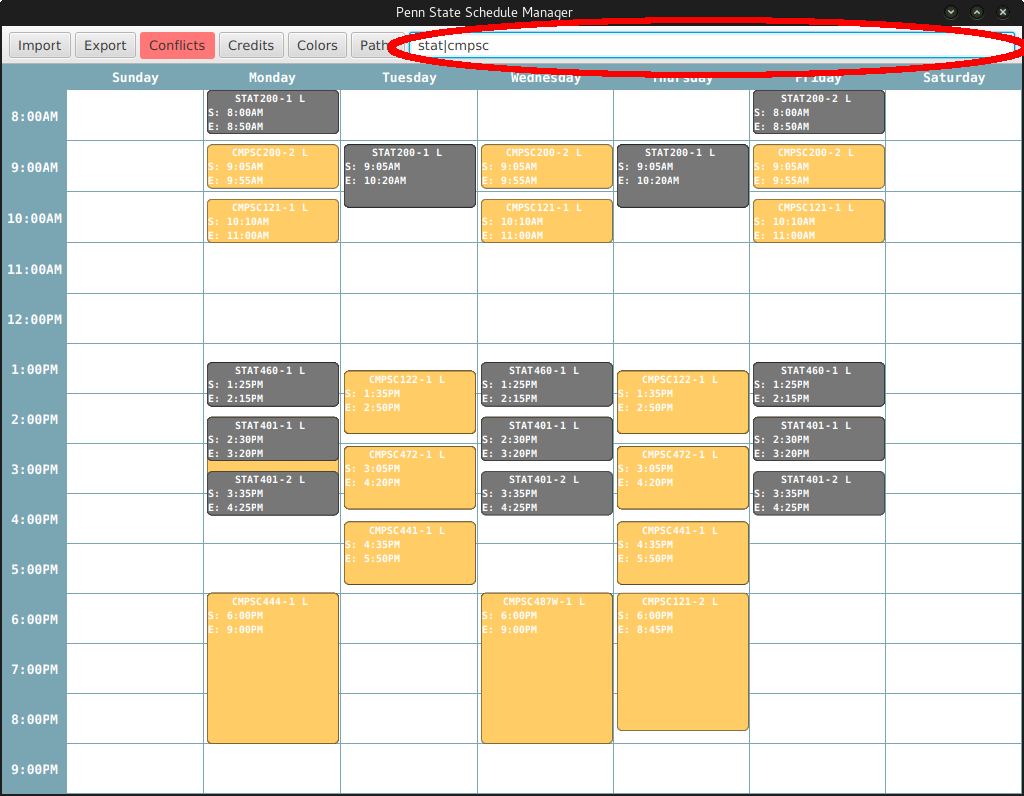 Penn State Schedule Manager
Import Export Conflicts Credits Colors Path stat|cmpsc
Sunday Monday Tuesday Wednesday Thursday Friday Saturday
8:00AM
9:00AM
10:00AM
11:00AM
12:00PM
1:00PM
2:00PM
3:00PM
4:00PM
5:00PM
6:00PM
7:00PM
8:00PM
9:00PM
STAT200-1 L
S: 8:00AM
E: 8:50AM
CMPSC200-2 L
S: 9:05AM
E: 9:55AM
CMPSC121-1 L
S: 10:10AM
E: 11:00AM
STAT460-1 L
S: 1:25PM
E: 2:15PM
STAT401-1 L
S: 2:30PM
E: 3:20PM
STAT401-2 L
S: 3:35PM
E: 4:25PM
CMPSC444-1 L
S: 6:00PM
E: 9:00PM
STAT200-1 L
S: 9:05AM
E: 10:20AM
CMPSC122-1 L
S: 1:35PM
E: 2:50PM
CMPSC472-1 L
S: 3:05PM
E: 4:20PM
CMPSC441-1 L
S: 4:35PM
E: 5:50PM
CMPSC200-2 L
S: 9:05AM
E: 9:55AM
CMPSC121-1 L
S: 10:10AM
E: 11:00AM
STAT460-1 L
S: 1:25PM
E: 2:15PM
STAT401-1 L
S: 2:30PM
E: 3:20PM
STAT401-2 L
S: 3:35PM
E: 4:25PM
CMPSC487W-1 L
S: 6:00PM
E: 9:00PM
STAT200-1 L
S: 9:05AM
E: 10:20AM
CMPSC122-1 L
S: 1:35PM
E: 2:50PM
CMPSC472-1 L
S: 3:05PM
E: 4:20PM
CMPSC441-1 L
S: 4:35PM
E: 5:50PM
CMPSC121-2 L
S: 6:00PM
E: 8:45PM
STAT200-2 L
S: 8:00AM
E: 8:50AM
CMPSC200-2 L
S: 9:05AM
E: 9:55AM
CMPSC121-1 L
S: 10:10AM
E: 11:00AM
STAT460-1 L
S: 1:25PM
E: 2:15PM
STAT401-1 L
S: 2:30PM
E: 3:20PM
STAT401-2 L
S: 3:35PM
E: 4:25PM